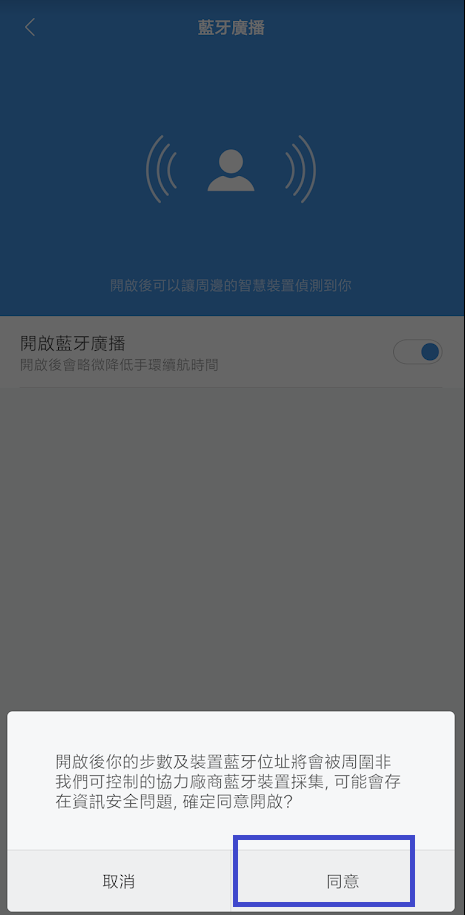 藍牙廣播
開啟後可以讓周邊的智慧裝置偵測到你
開啟藍牙廣播
開啟後會略微降低手環續航時間
開啟後你的步數及裝置藍牙位址將會被周圍非
我們可控制的協力廠商藍牙裝置採集, 可能會存
在資訊安全問題, 確定同意開啟?
取消
同意